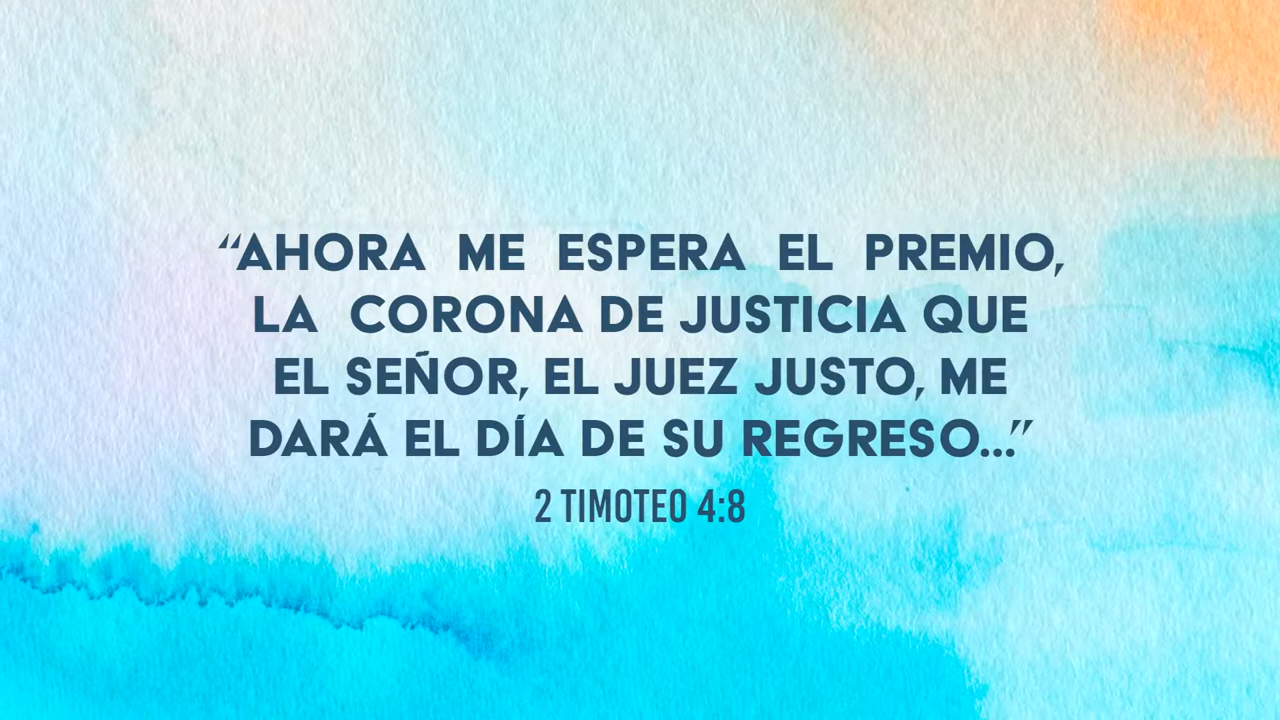 “AHORA ME ESPERA EL PREMIO,
LA CORONA DE JUSTICIA QUE
EL SEÑOR, EL JUEZ JUSTO, ME
DARÁ EL DÍA DE SU REGRESO...”
2 TIMOTEO 4:8